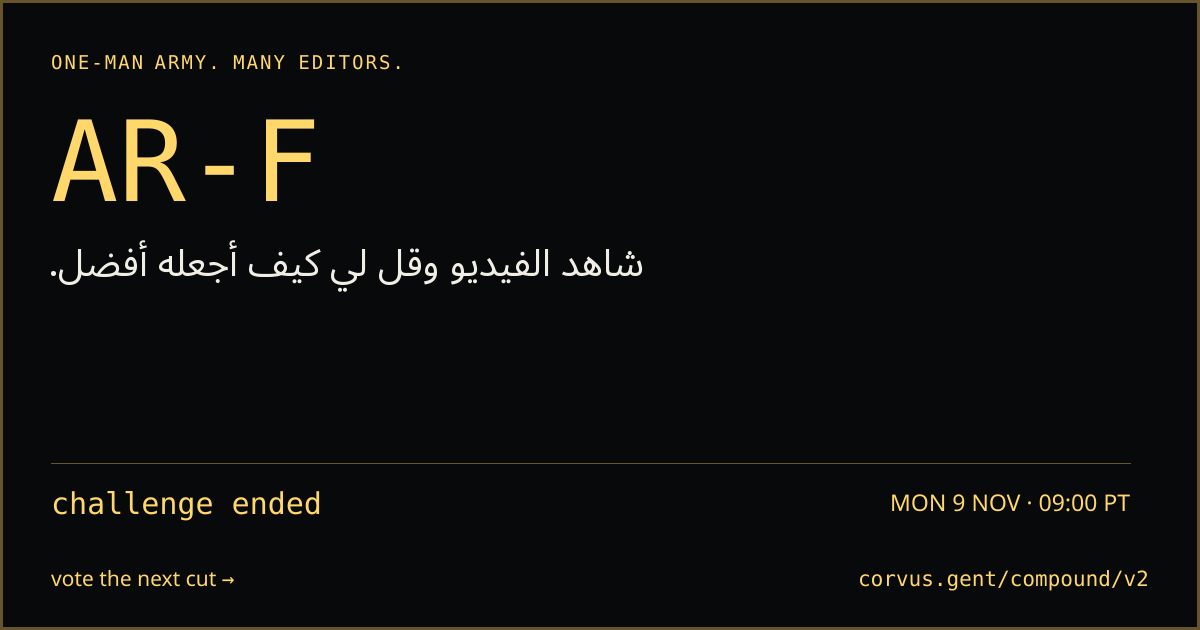 ONE-MAN ARMY. MANY EDITORS.
AR-F
شاهد الفيديو وقل لي كيف أجعله أفضل.
challenge ended
MON 9 NOV · 09:00 PT
vote the next cut →
corvus.gent/compound/v2